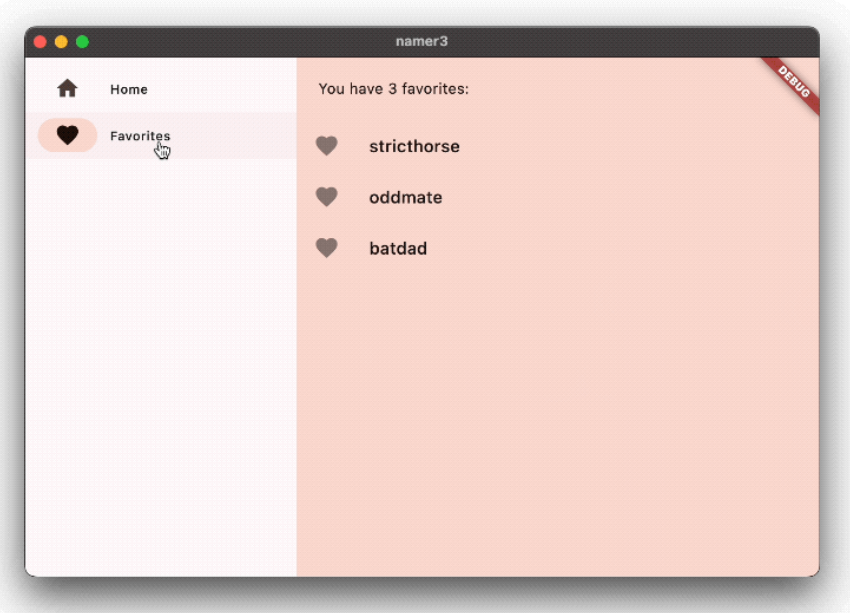 namer3
Home
Favorites
You have 3 favorites:
DEBUG
stricthorse
oddmate
batdad